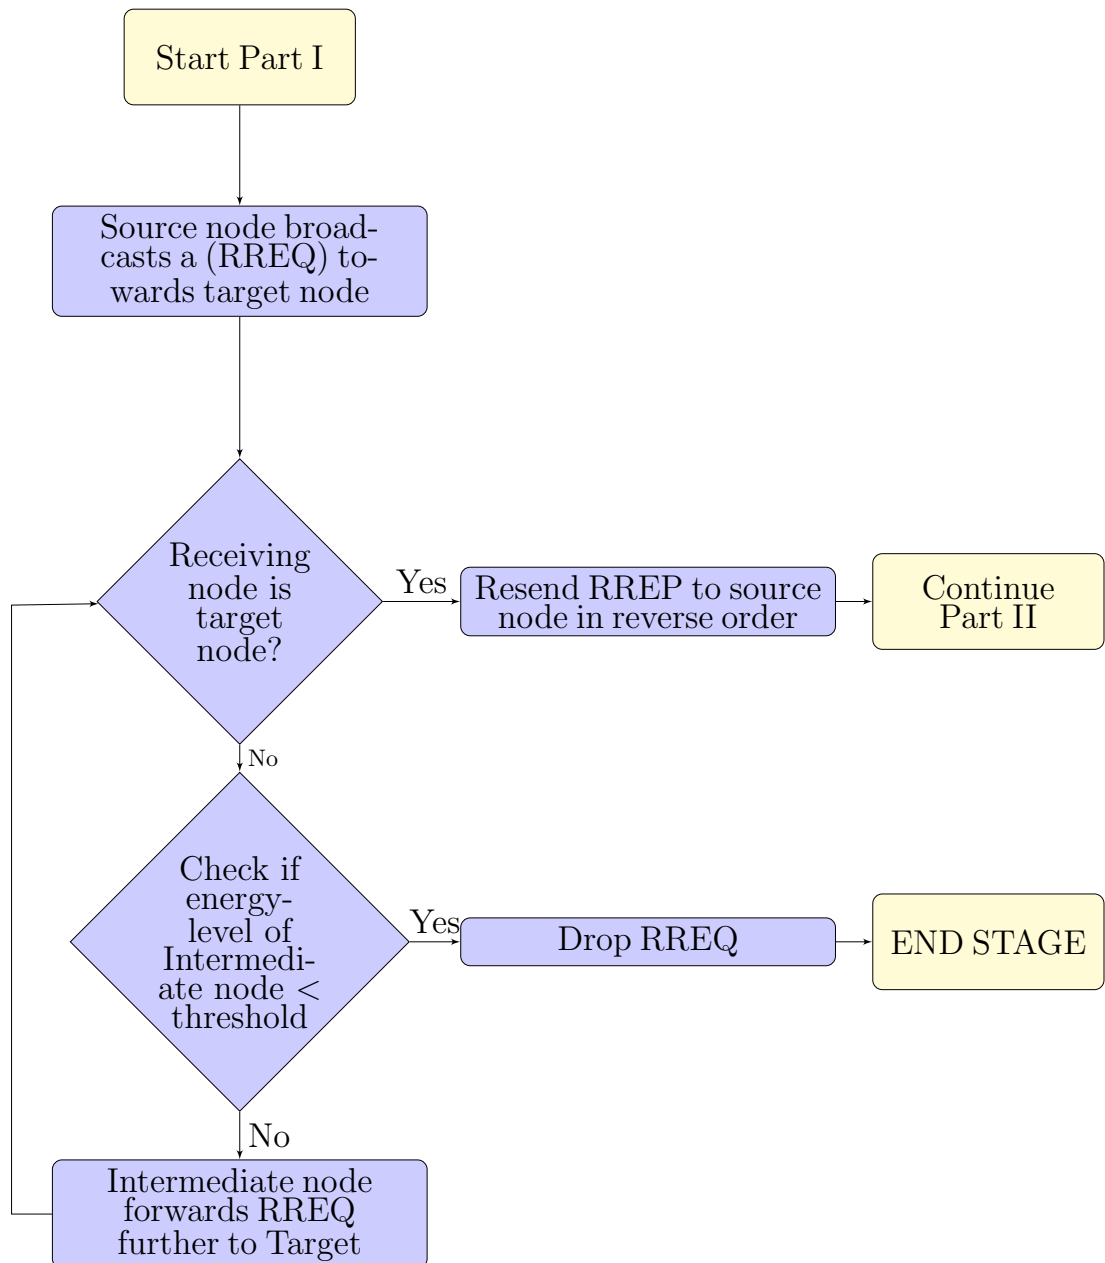 Start Part I
Source node broad-
casts a (RREQ) to-
wards target node
Receiving
node is
target
node?
Yes
Resend RREP to source
node in reverse order
Continue
Part II
No
Check if
energy-
level of
Intermedi-
ate node <
threshold
Yes
Drop RREQ
END STAGE
No
Intermediate node
forwards RREQ
further to Target